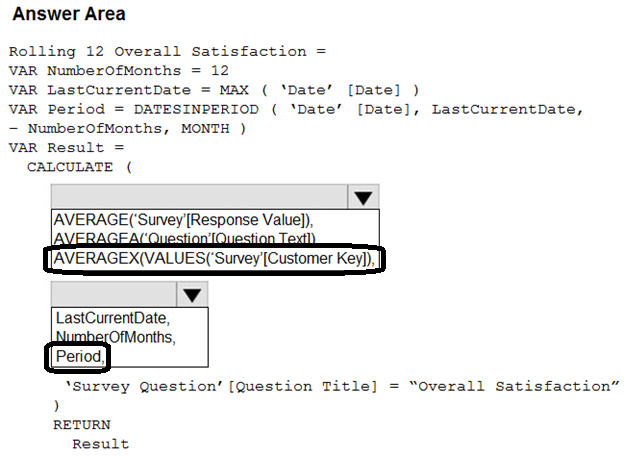 Answer Area
Rolling 12 Overall Satisfaction =
VAR NumberOfMonths = 12
VAR LastCurrentDate = MAX ( ‘Date’ [Date] )
VAR Period = DATESINPERIOD ( ‘Date’ [Date], LastCurrentDate,
– NumberOfMonths, MONTH )
VAR Result =
CALCULATE (
AVERAGE(‘Survey’[Response Value]),
AVERAGEA(‘Question’[Question Text])
AVERAGEX(VALUES(‘Survey’[Customer Key]),
LastCurrentDate,
NumberOfMonths,
Period,
‘Survey Question’[Question Title] = “Overall Satisfaction”
)
RETURN
Result